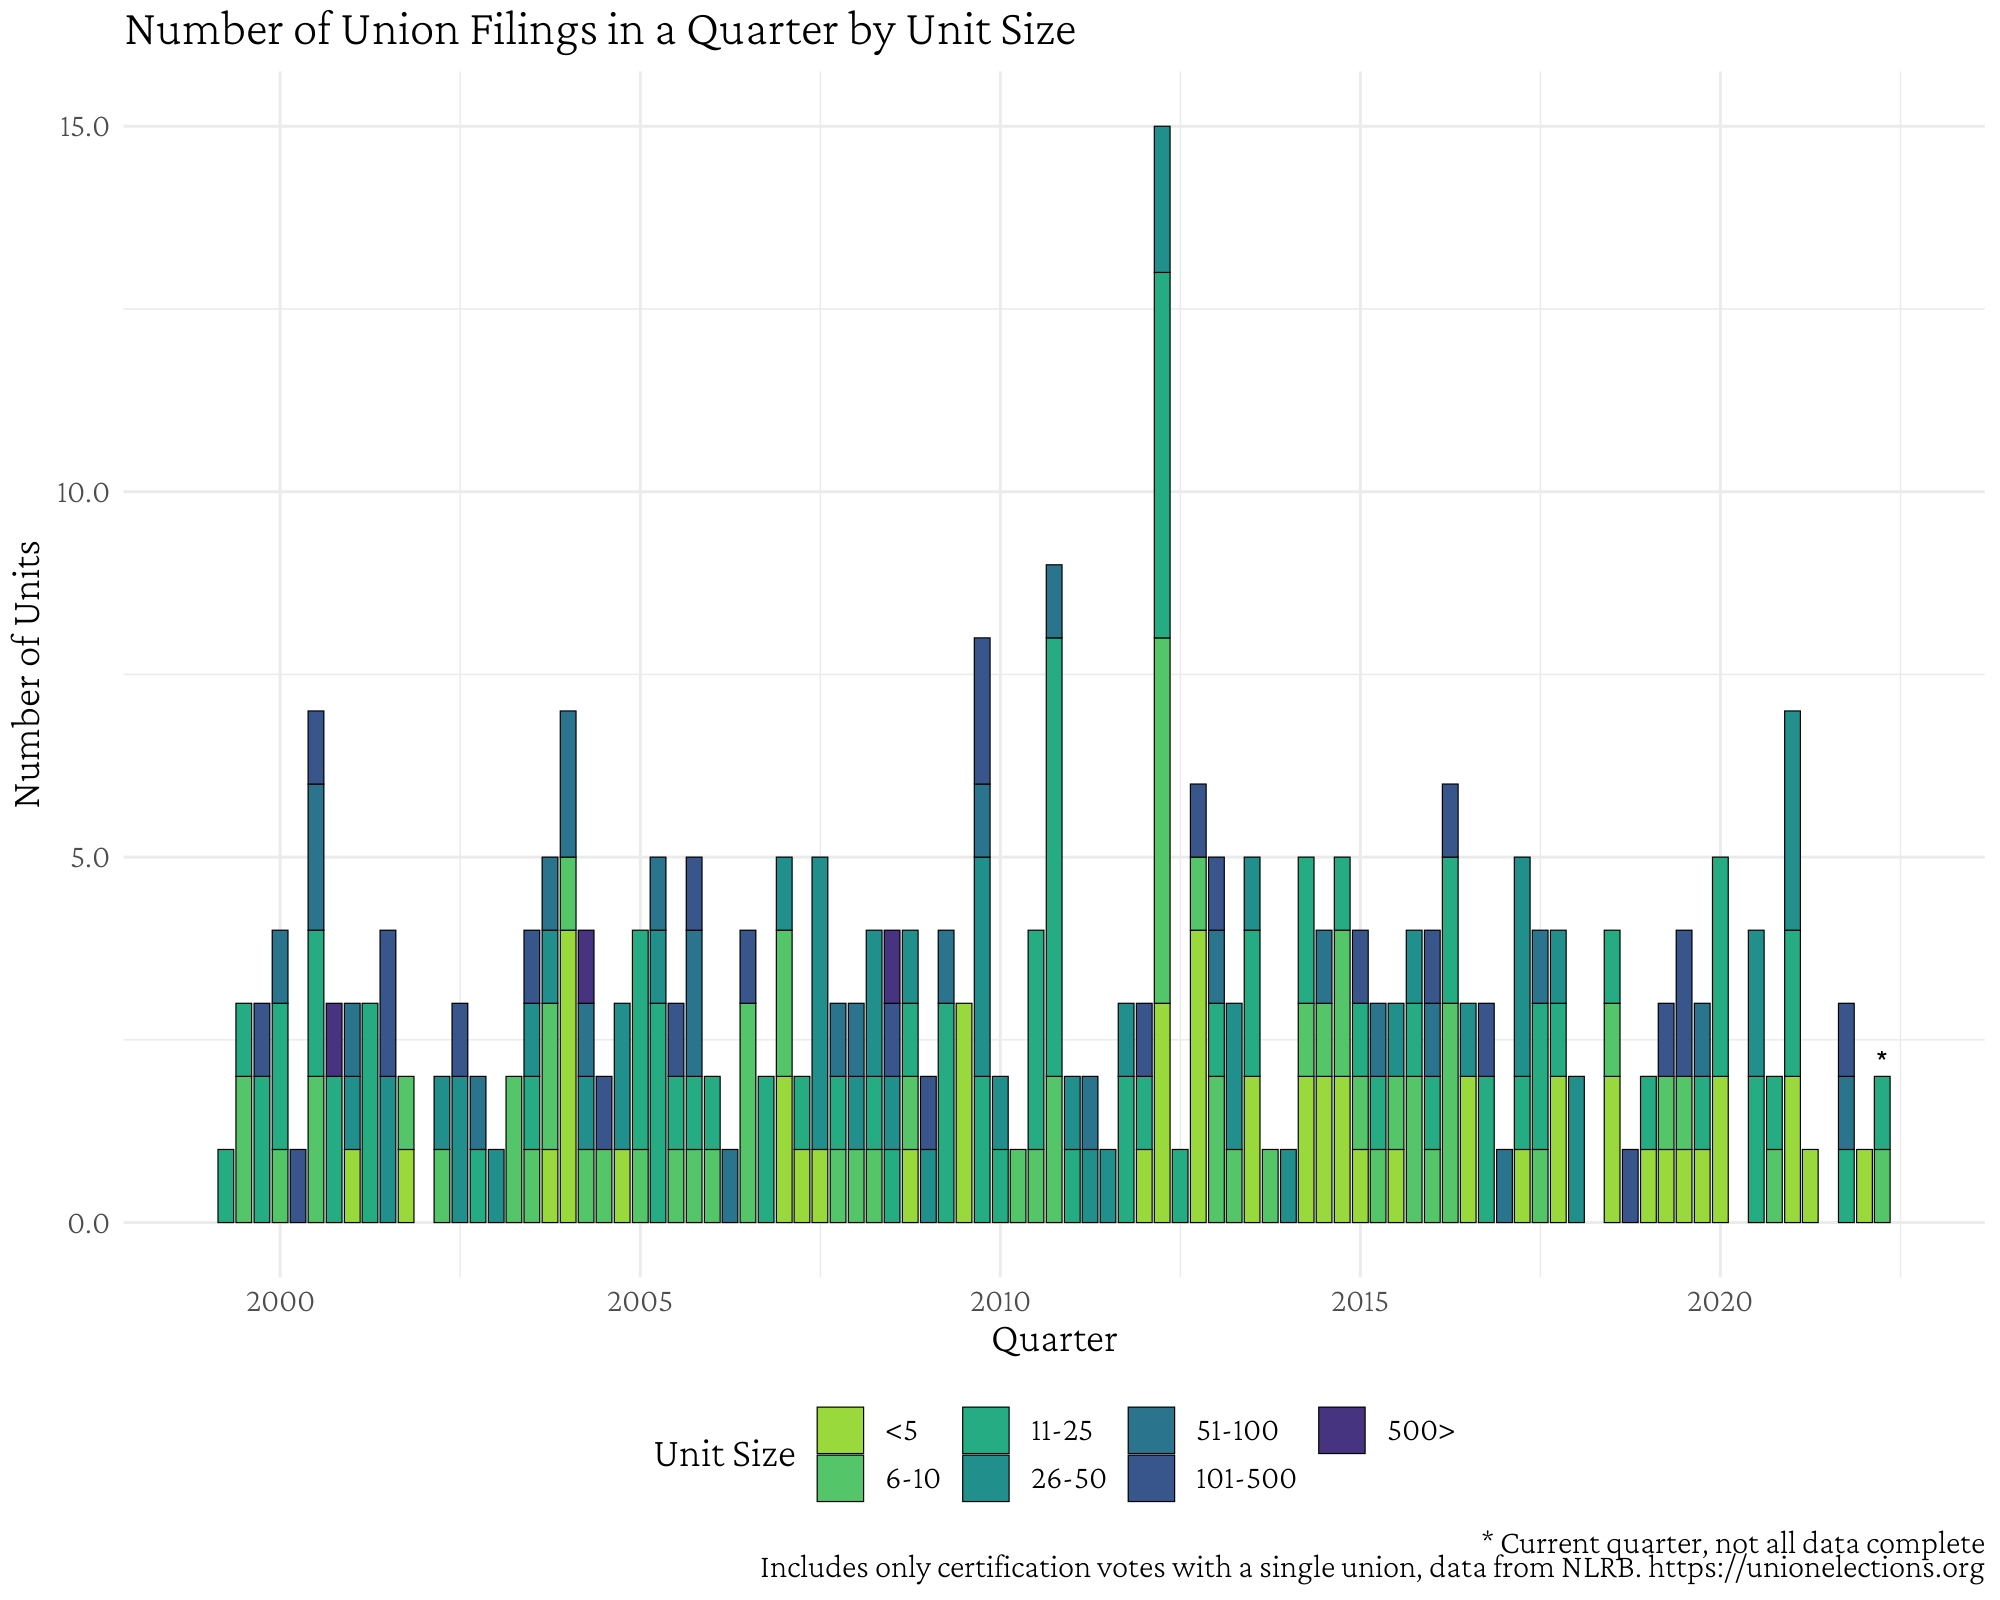 Number of Union Filings in a Quarter by Unit Size
15.0
10.0
5.0
0.0
Number of Units
2000 2005 2010 2015 2020
*
Quarter
Unit Size
<5 11-25 51-100 500>
6-10 26-50 101-500
* Current quarter, not all data complete
Includes only certification votes with a single union, data from NLRB. https://unionelections.org